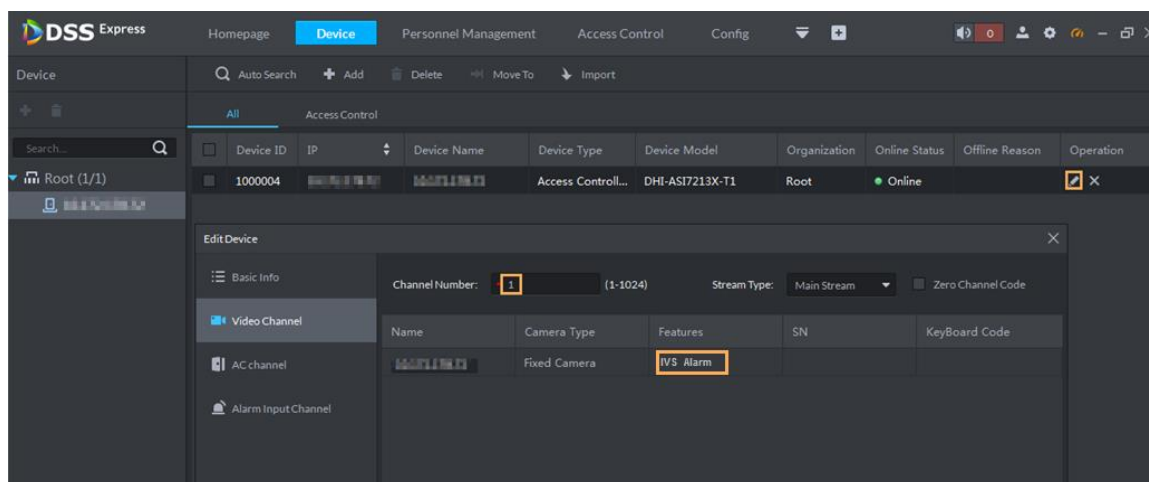 DSS Express Homepage Device Personnel Management Access Control Config 0
Device Auto Search Add Delete Move To Import
All Access Control
Search... Device ID IP Device Name Device Type Device Model Organization Online Status Offline Reason Operation
Root (1/1) 1000004 Access Controll... DHI-ASI7213X-T1 Root Online
Edit Device
Basic Info Channel Number: * 1 (1-1024) Stream Type: Main Stream Zero Channel Code
Video Channel Name Camera Type Features SN KeyBoard Code
AC channel Fixed Camera IVS Alarm
Alarm Input Channel